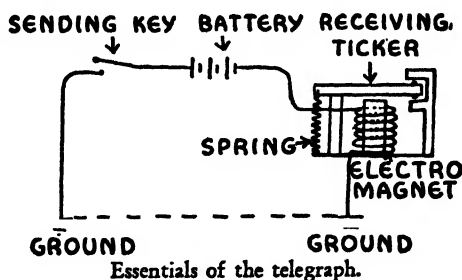 SENDING KEY BATTERY RECEIVING
TICKER
SPRING
ELECTRO
MAGNET
GROUND GROUND
Essentials of the telegraph.